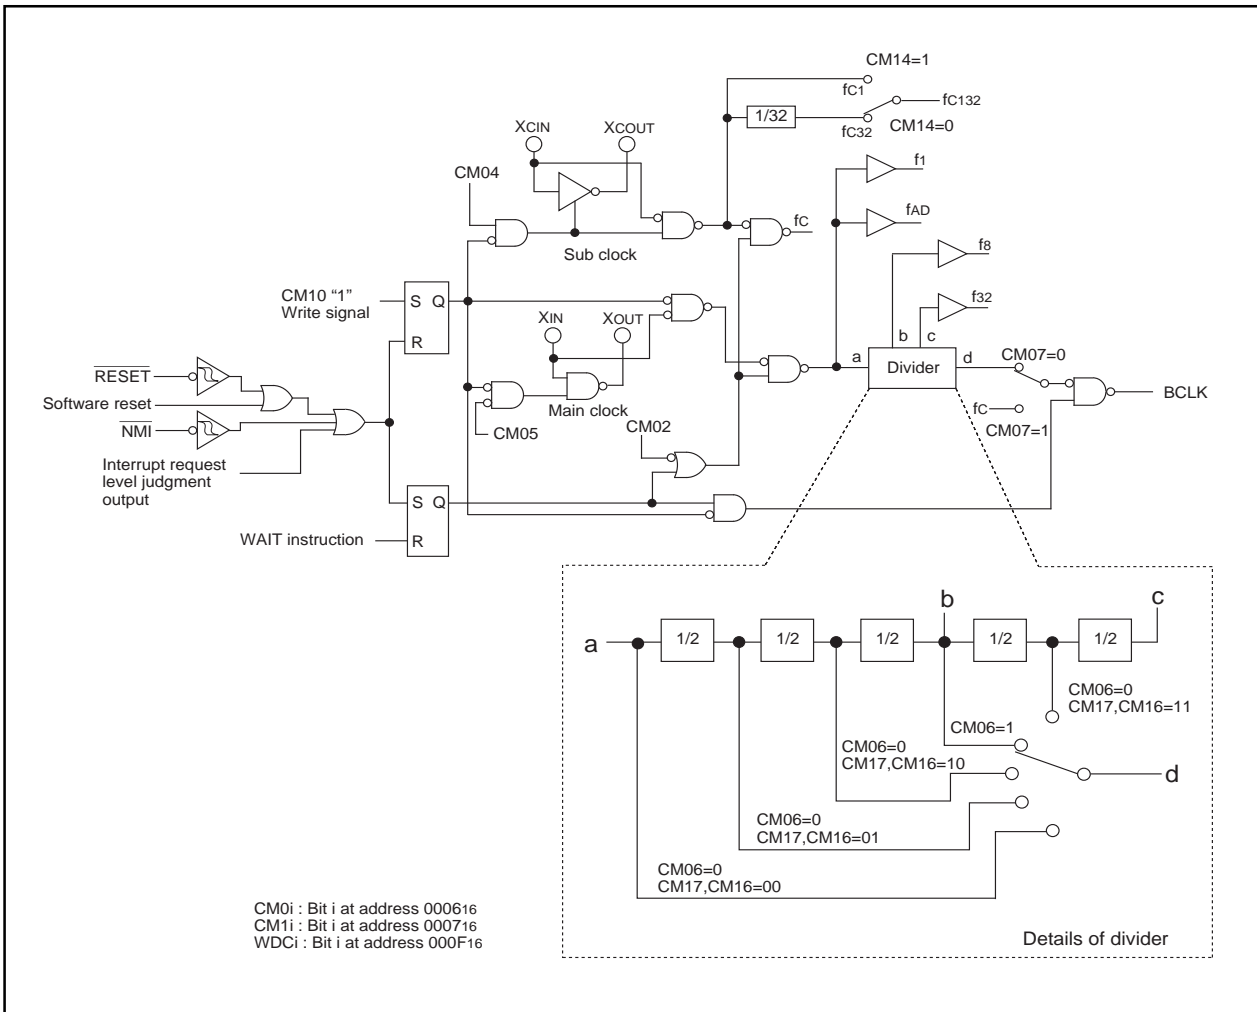 CM14=1
fC1
fC132
1/32
fC32
CM14=0
XCIN
XCOUT
CM04
f1
fAD
fC
Sub clock
f8
f32
CM10 “1”
Write signal
S Q
R
XIN
XOUT
b c
a
Divider
d
CM07=0
RESET
Software reset
NMI
Main clock
CM05
CM02
fC
CM07=1
BCLK
Interrupt request
level judgment
output
S Q
R
WAIT instruction
a
1/2
1/2
1/2
b
1/2
1/2
c
CM06=0
CM17,CM16=11
CM06=1
CM06=0
CM17,CM16=10
d
CM06=0
CM17,CM16=01
CM06=0
CM17,CM16=00
CM0i : Bit i at address 000616
CM1i : Bit i at address 000716
WDCi : Bit i at address 000F16
Details of divider